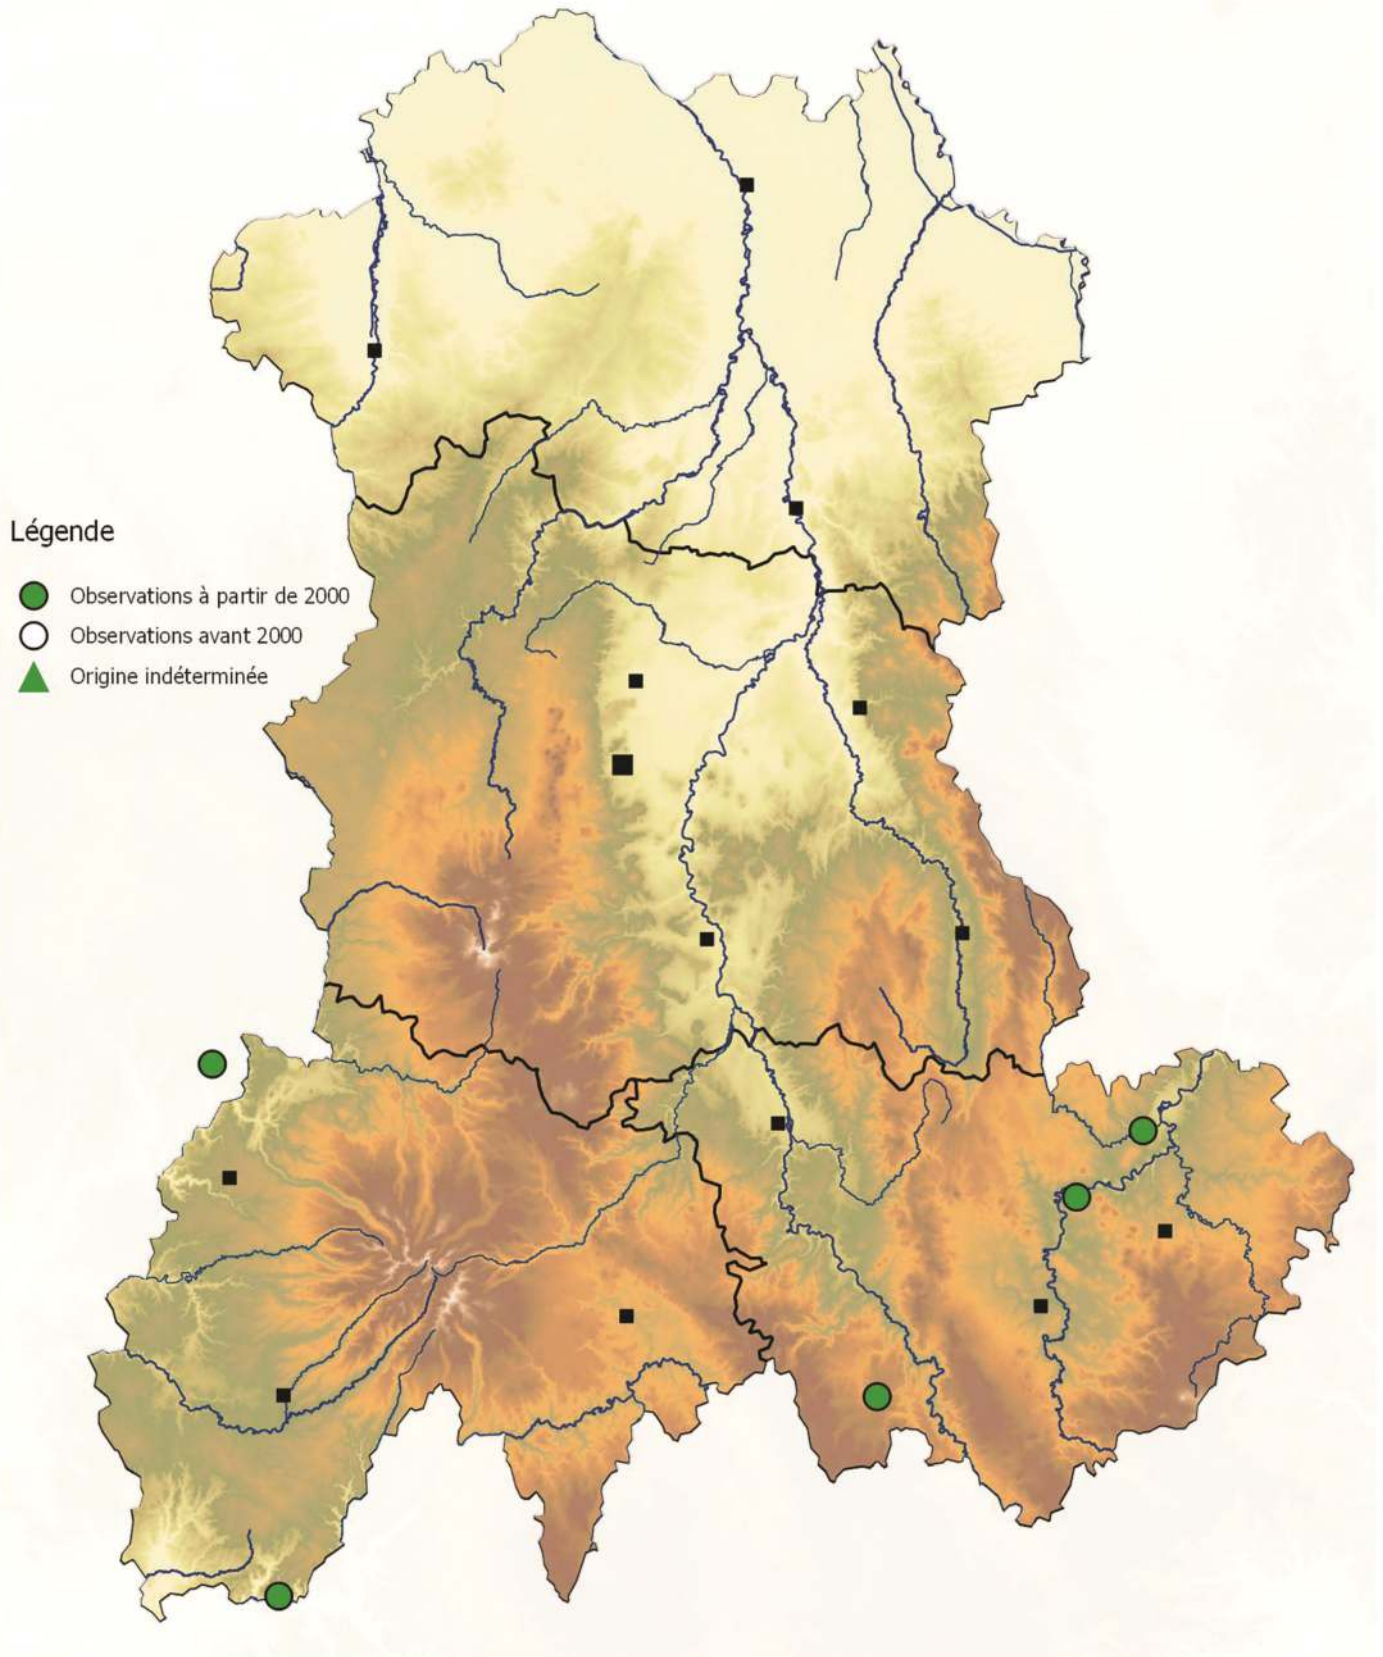 Légende
Observations à partir de 2000
Observations avant 2000
Origine indéterminée